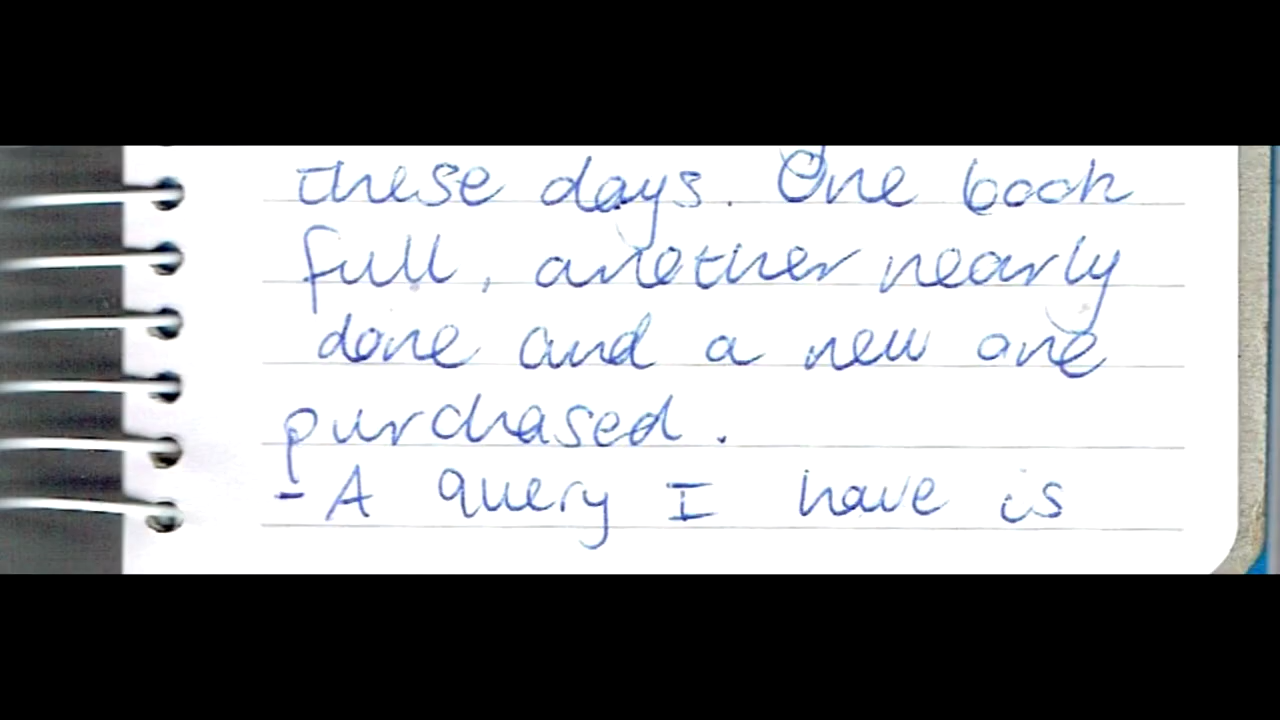 these days. One book
full, another nearly
done and a new one
purchased.
- A query I have is